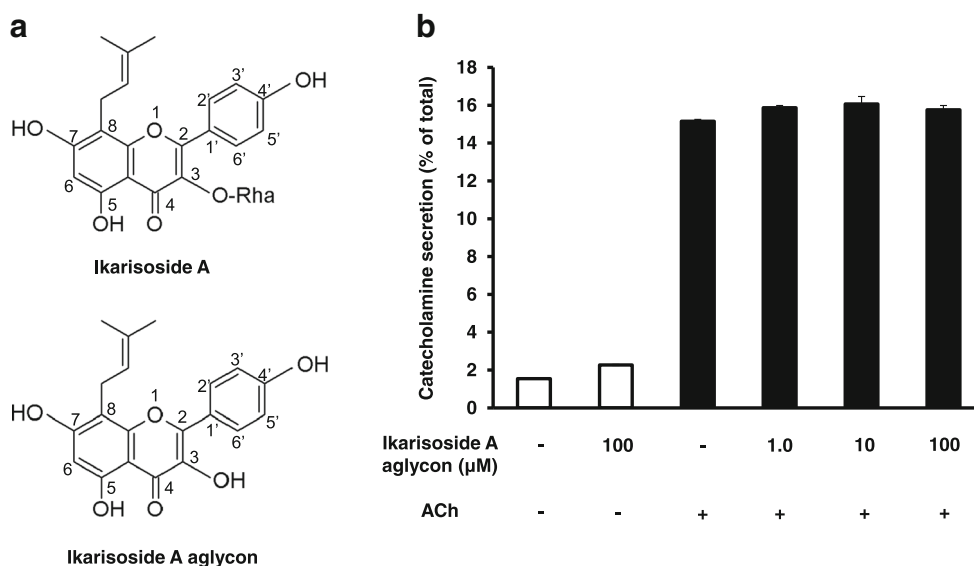 a
3'
OH
2'
4'
HO
8
O
1
2
1'
5'
7
6'
6
3
5
4
O-Rha
OH
O
Ikarisoside A
3'
OH
2'
4'
HO
8
O
1
2
1'
5'
7
6'
6
3
5
4
OH
OH
O
Ikarisoside A aglycon
b
Catecholamine secretion (% of total)
18
16
14
12
10
8
6
4
2
0
Ikarisoside A
aglycon (μM)
- 100 - 1.0 10 100
ACh - - + + + +